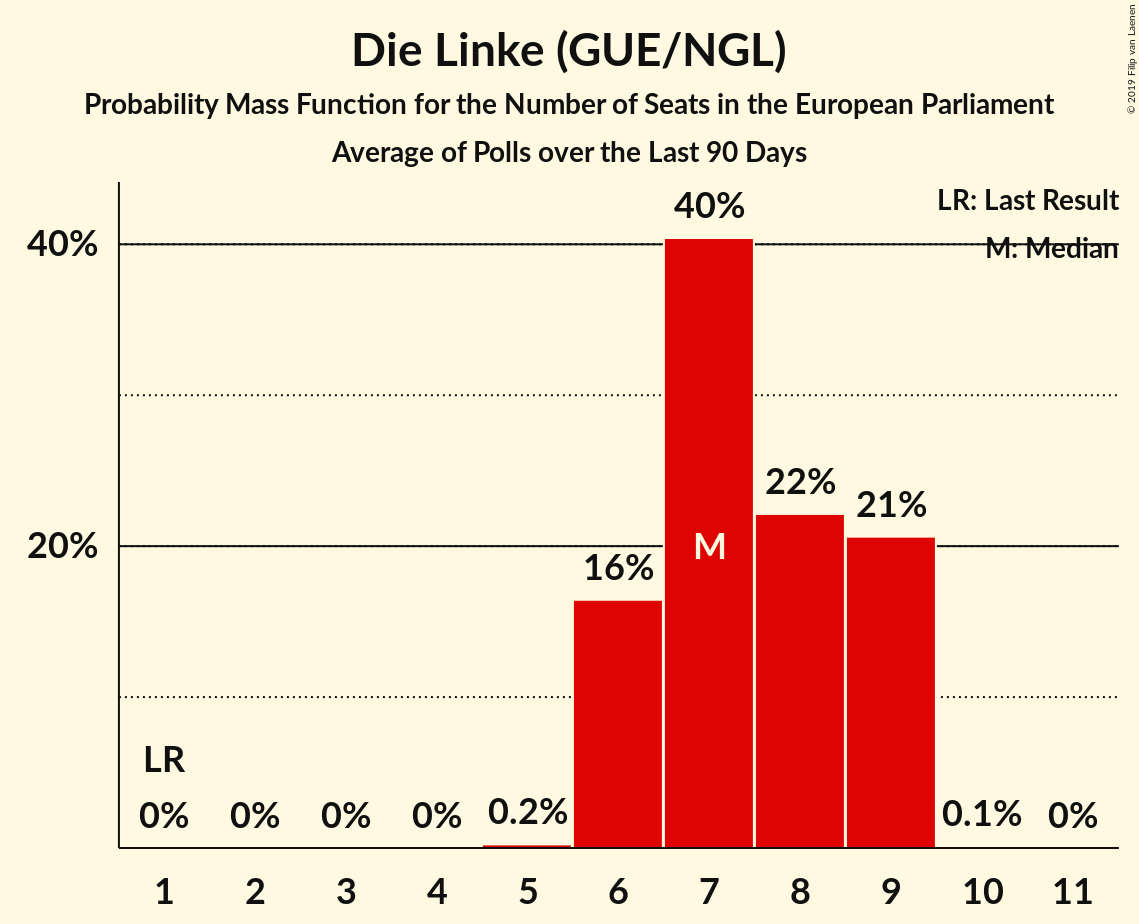 Die Linke (GUE/NGL)
Probability Mass Function for the Number of Seats in the European Parliament
Average of Polls over the Last 90 Days
© 2019 Filip van Laenen
LR: Last Result
M: Median
40%
20%
LR
0%
0%
0%
0%
0.2%
16%
40%
M
22%
21%
0.1%
0%
1 2 3 4 5 6 7 8 9 10 11